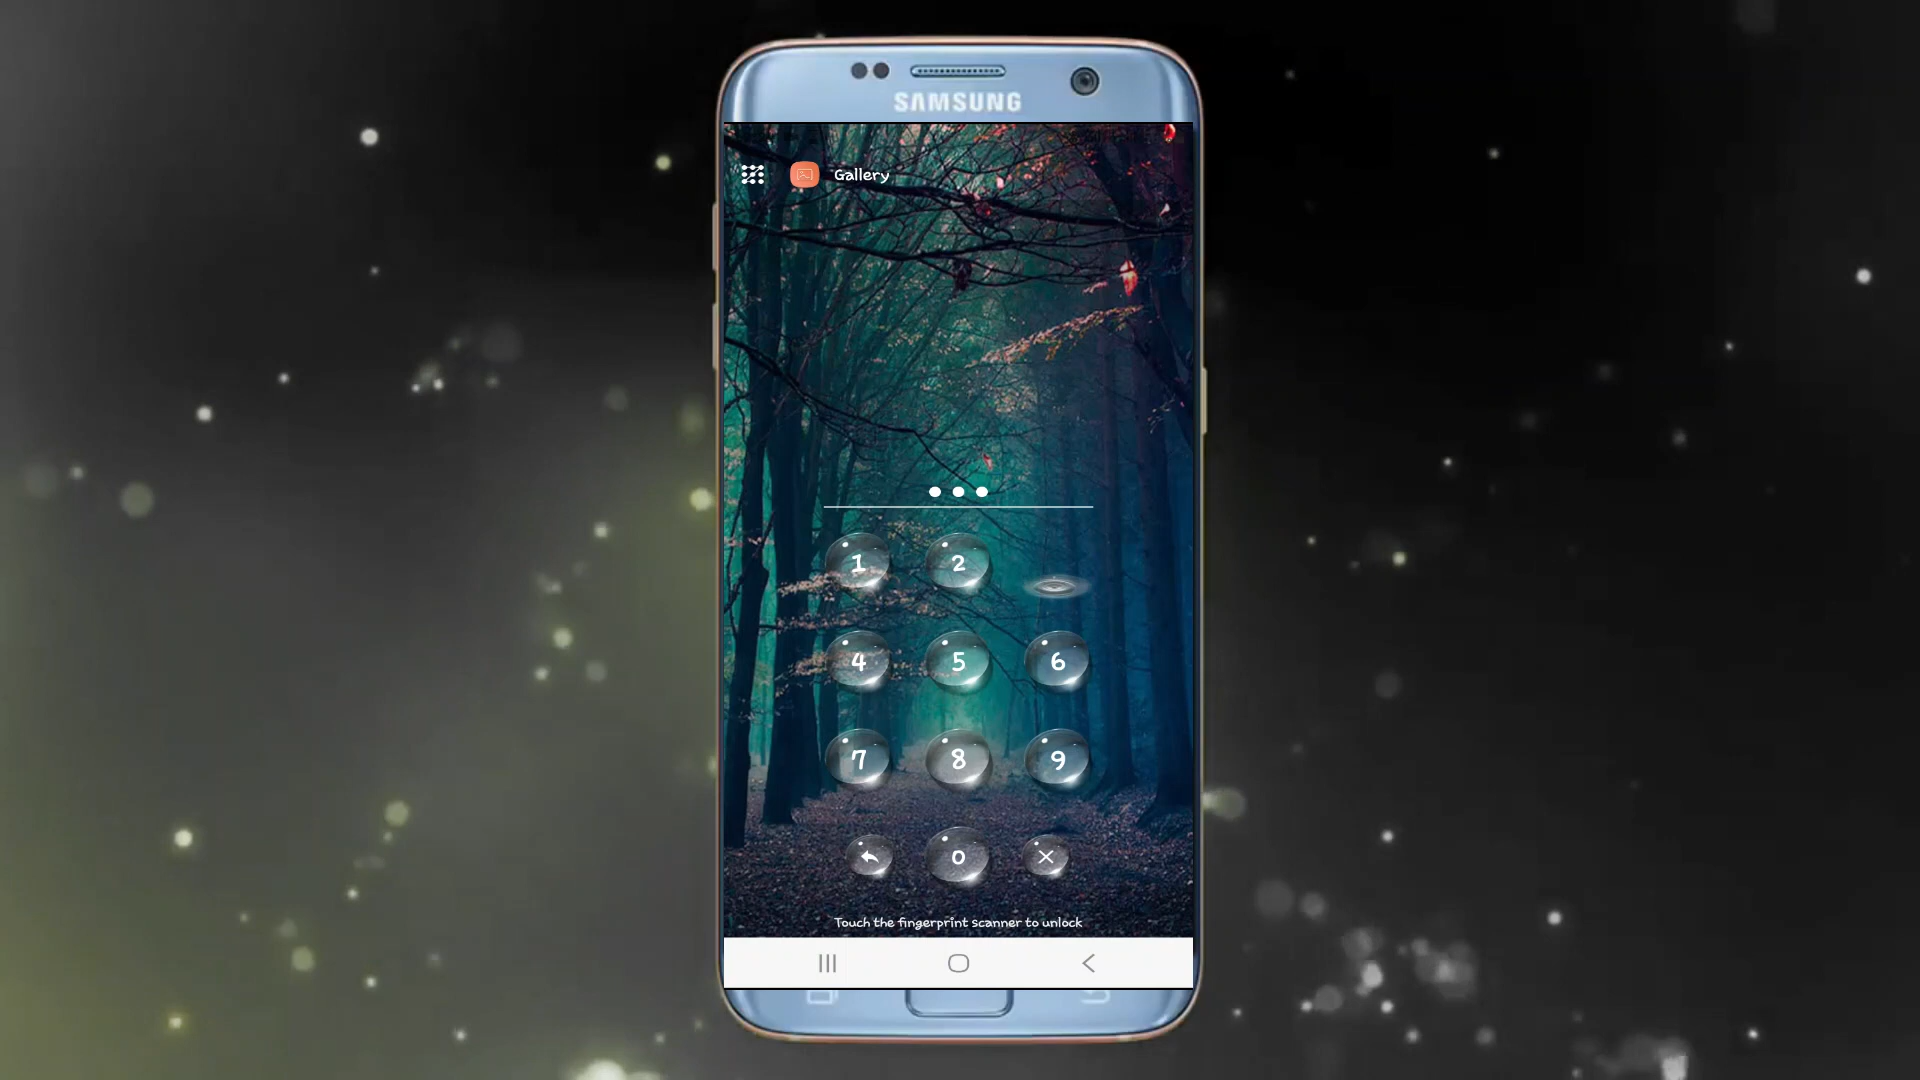 SAMSUNG
Gallery
1 2
4 5 6
7 8 9
0
Touch the fingerprint scanner to unlock